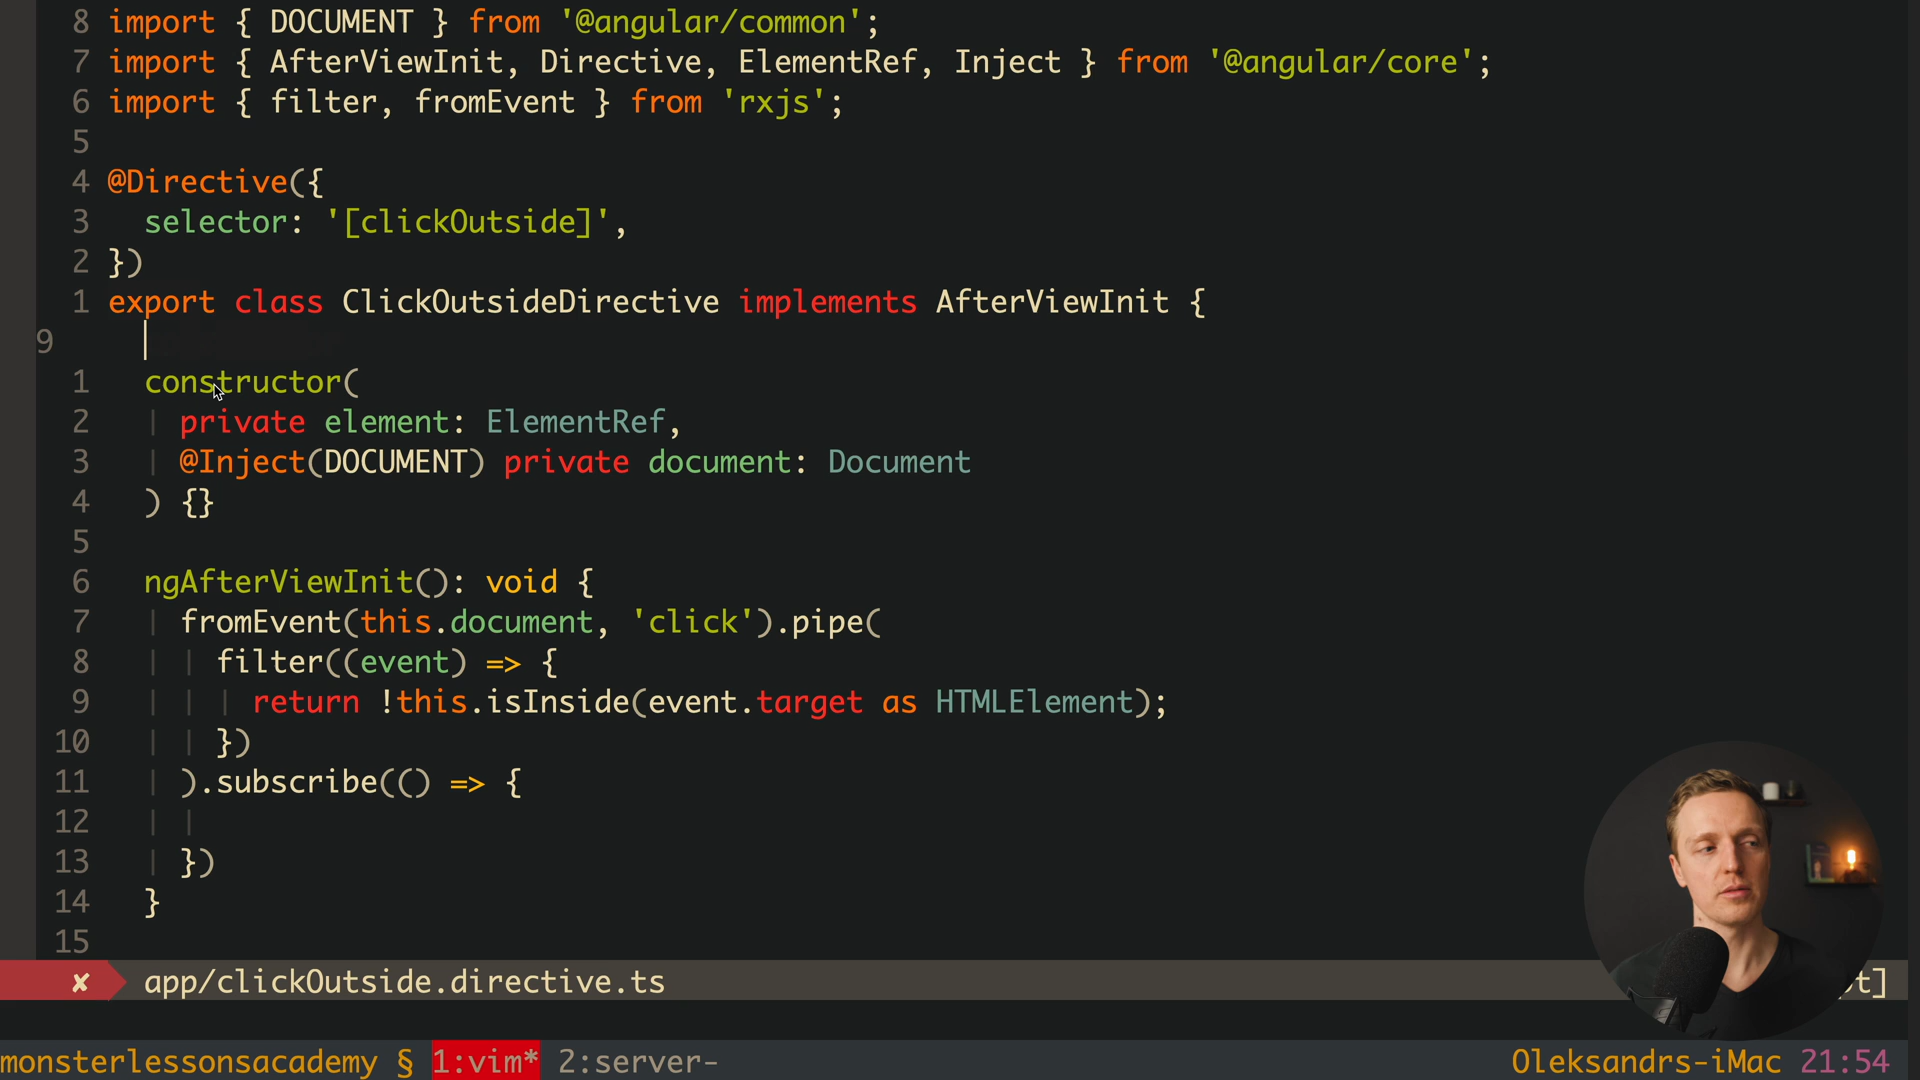 8 import { DOCUMENT } from '@angular/common';
7 import { AfterViewInit, Directive, ElementRef, Inject } from '@angular/core';
6 import { filter, fromEvent } from 'rxjs';
5
4 @Directive({
3   selector: '[clickOutside]',
2 })
1 export class ClickOutsideDirective implements AfterViewInit {
9
1   constructor(
2     private element: ElementRef,
3     @Inject(DOCUMENT) private document: Document
4   ) {}
5
6   ngAfterViewInit(): void {
7     fromEvent(this.document, 'click').pipe(
8       filter((event) => {
9         return !this.isInside(event.target as HTMLElement);
10       })
11     ).subscribe(() => {
12
13     })
14   }
15
✘ app/clickOutside.directive.ts t]
monsterlessonsacademy § 1:vim* 2:server- Oleksandrs-iMac 21:54